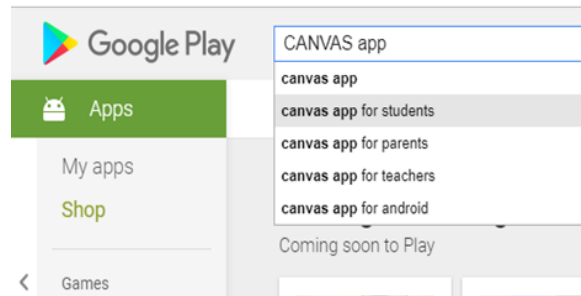 Google Play
CANVAS app
canvas app
Apps
canvas app for students
canvas app for parents
My apps
canvas app for teachers
Shop
canvas app for android
Coming soon to Play
Games